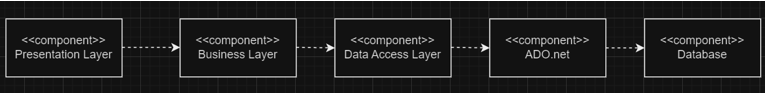 <<component>>
Presentation Layer
<<component>>
Business Layer
<<component>>
Data Access Layer
<<component>>
ADO.net
<<component>>
Database